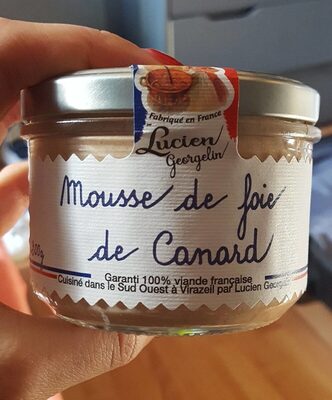 Fabriqué en France
Lucien
Georgelin
Mousse de foie
de Canard
Garanti 100% viande française
Cuisiné dans le Sud Ouest à Virazeil par Lucien Georgelin